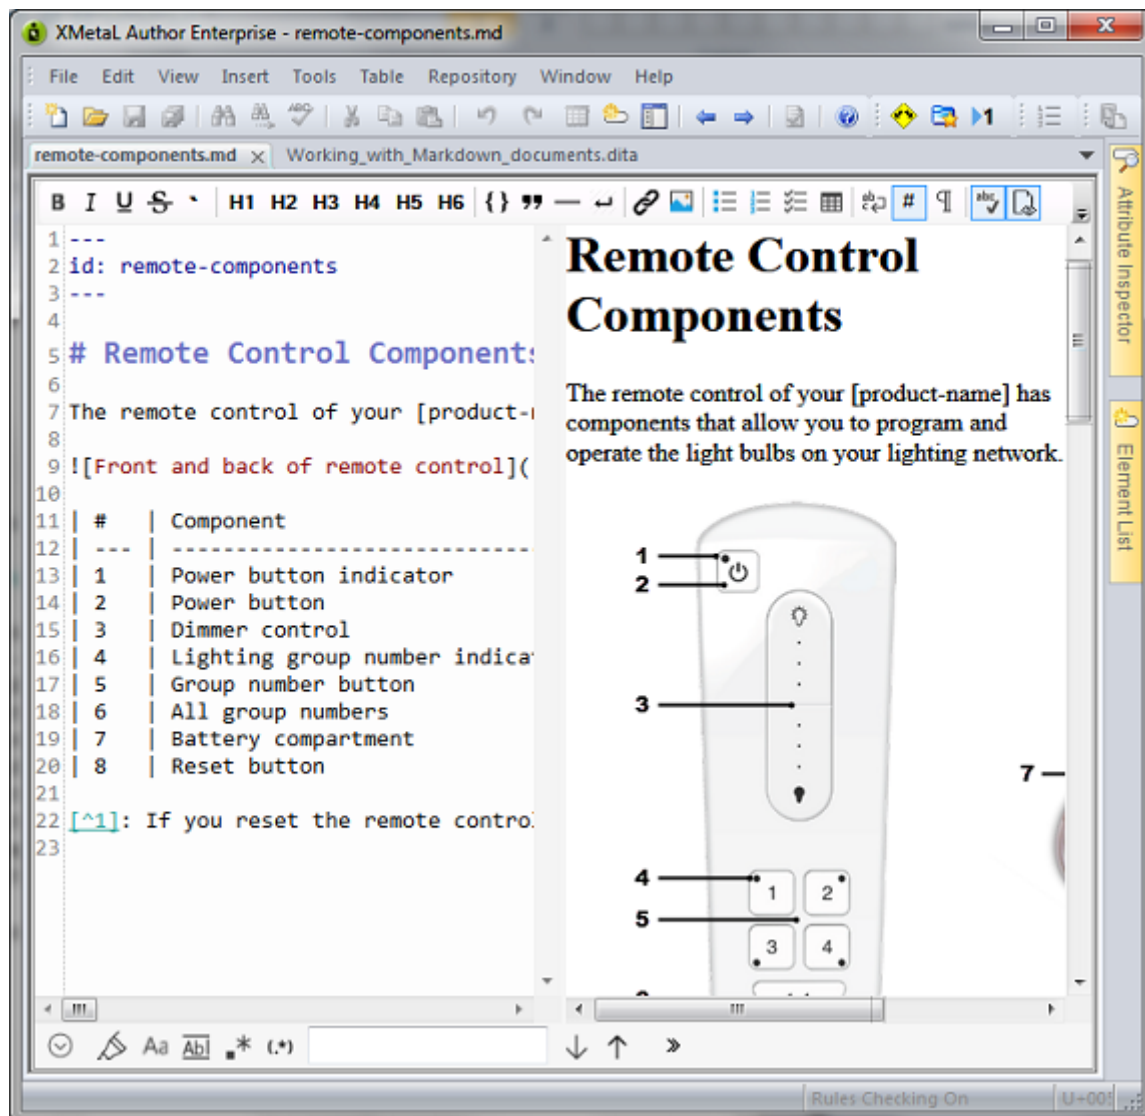 XMetaL Author Enterprise - remote-components.md
File Edit View Insert Tools Table Repository Window Help
remote-components.md Working_with_Markdown_documents.dita
B I U S H1 H2 H3 H4 H5 H6 { } #
1 ---
2 id: remote-components
3 ---
4
5 # Remote Control Components
6
7 The remote control of your [product-
8
9 ![Front and back of remote control](
10
11 | # | Component
12 | --- | ----------------------------
13 | 1 | Power button indicator
14 | 2 | Power button
15 | 3 | Dimmer control
16 | 4 | Lighting group number indica
17 | 5 | Group number button
18 | 6 | All group numbers
19 | 7 | Battery compartment
20 | 8 | Reset button
21
22 [^1]: If you reset the remote contro
23
Remote Control
Components
The remote control of your [product-name] has
components that allow you to program and
operate the light bulbs on your lighting network.
1
2
3
7
4
1 2
5
3 4
Attribute Inspector
Element List
Aa Abl .* (.*)
Rules Checking On U+00